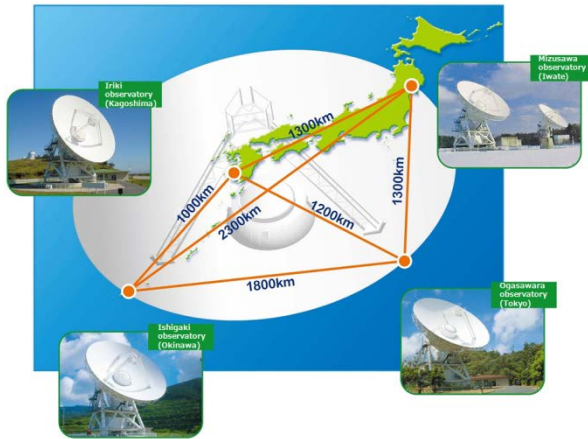 Iriki
observatory
(Kagoshima)
Mizusawa
observatory
(Iwate)
1300km
1000km
2300km
1200km
1300km
1800km
Ishigaki
observatory
(Okinawa)
Ogasawara
observatory
(Tokyo)